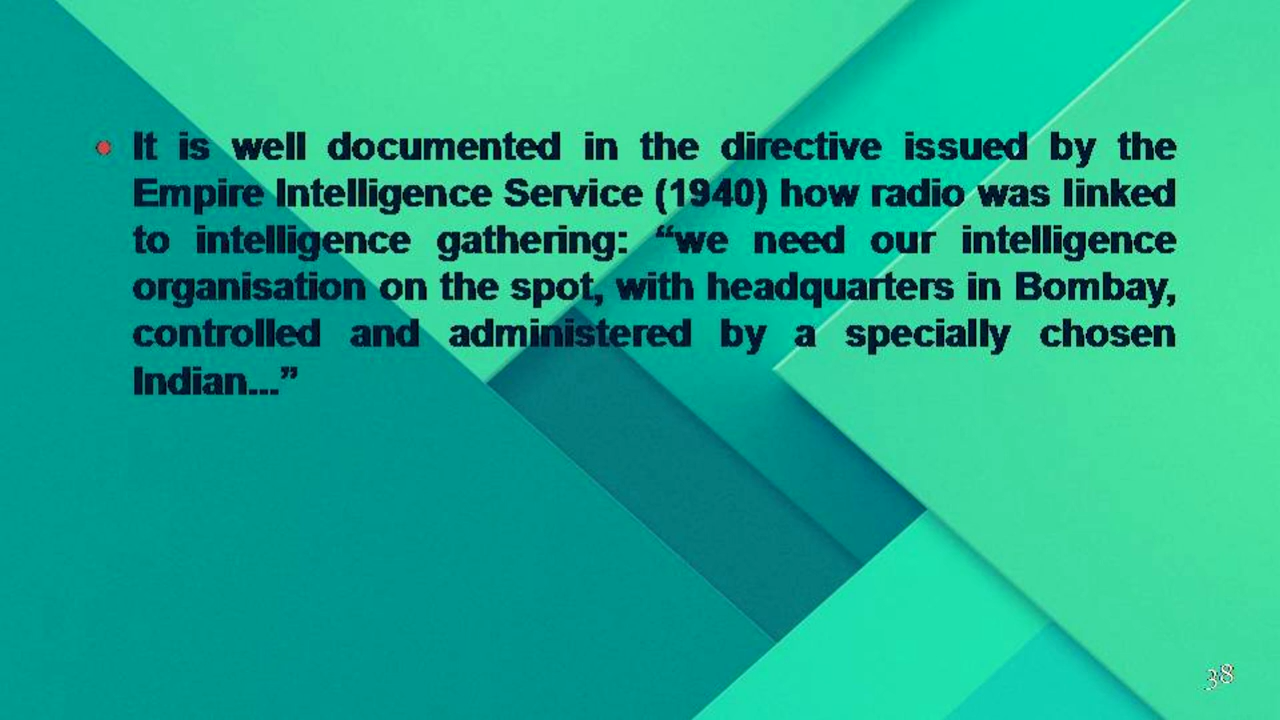 • It is well documented in the directive issued by the
Empire Intelligence Service (1940) how radio was linked
to intelligence gathering: “we need our intelligence
organisation on the spot, with headquarters in Bombay,
controlled and administered by a specially chosen
Indian...”
38